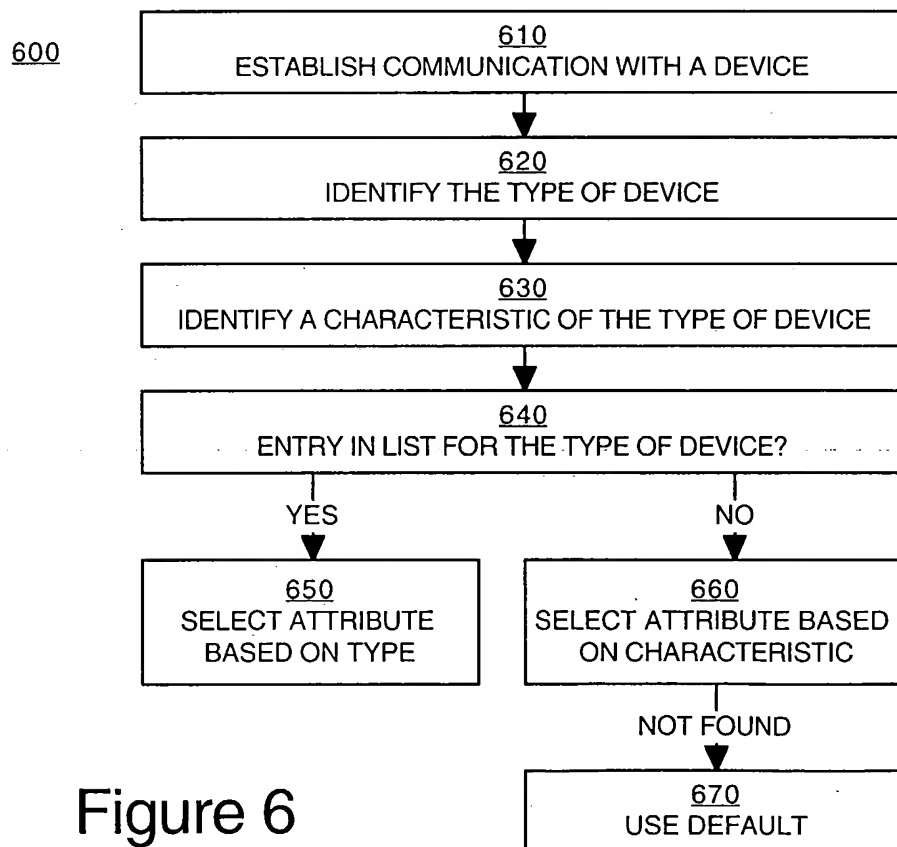 600
610
ESTABLISH COMMUNICATION WITH A DEVICE
620
IDENTIFY THE TYPE OF DEVICE
630
IDENTIFY A CHARACTERISTIC OF THE TYPE OF DEVICE
640
ENTRY IN LIST FOR THE TYPE OF DEVICE?
YES
NO
650
SELECT ATTRIBUTE
BASED ON TYPE
660
SELECT ATTRIBUTE BASED
ON CHARACTERISTIC
NOT FOUND
670
USE DEFAULT
Figure 6